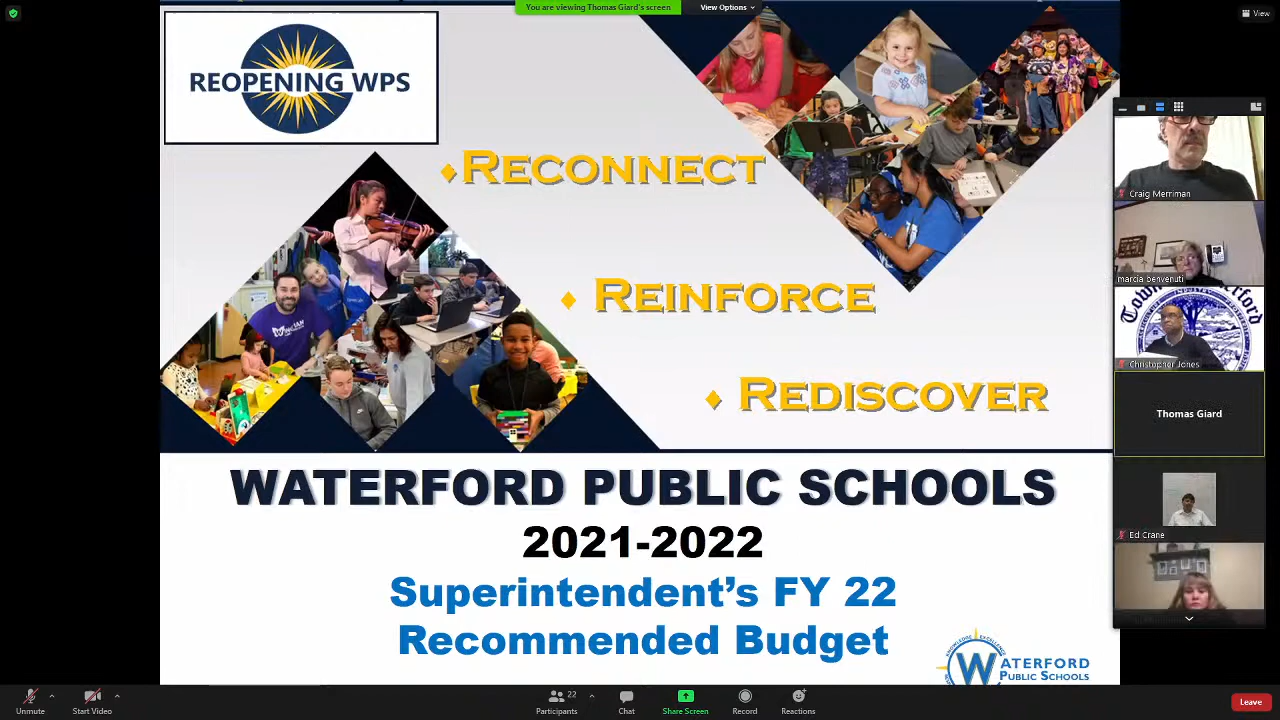 You are viewing Thomas Giard's screen
View Options
View
REOPENING WPS
♦RECONNECT
♦ REINFORCE
♦ REDISCOVER
WATERFORD PUBLIC SCHOOLS
2021-2022
Superintendent's FY 22
Recommended Budget
WATERFORD
PUBLIC SCHOOLS
KNOWLEDGE
Craig Merriman
marcia benvenuti
Christopher Jones
Thomas Giard
Ed Crane
Unmute
Start Video
22
Participants
Chat
Share Screen
Record
Reactions
Leave